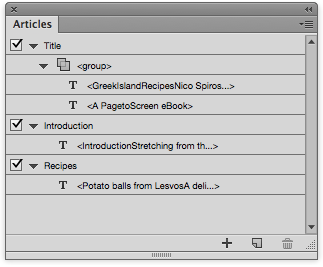 Articles
Title
<group>
<GreekIslandRecipesNico Spiros...>
<A PagetoScreen eBook>
Introduction
<IntroductionStretching from th...>
Recipes
<Potato balls from LesvosA deli...>